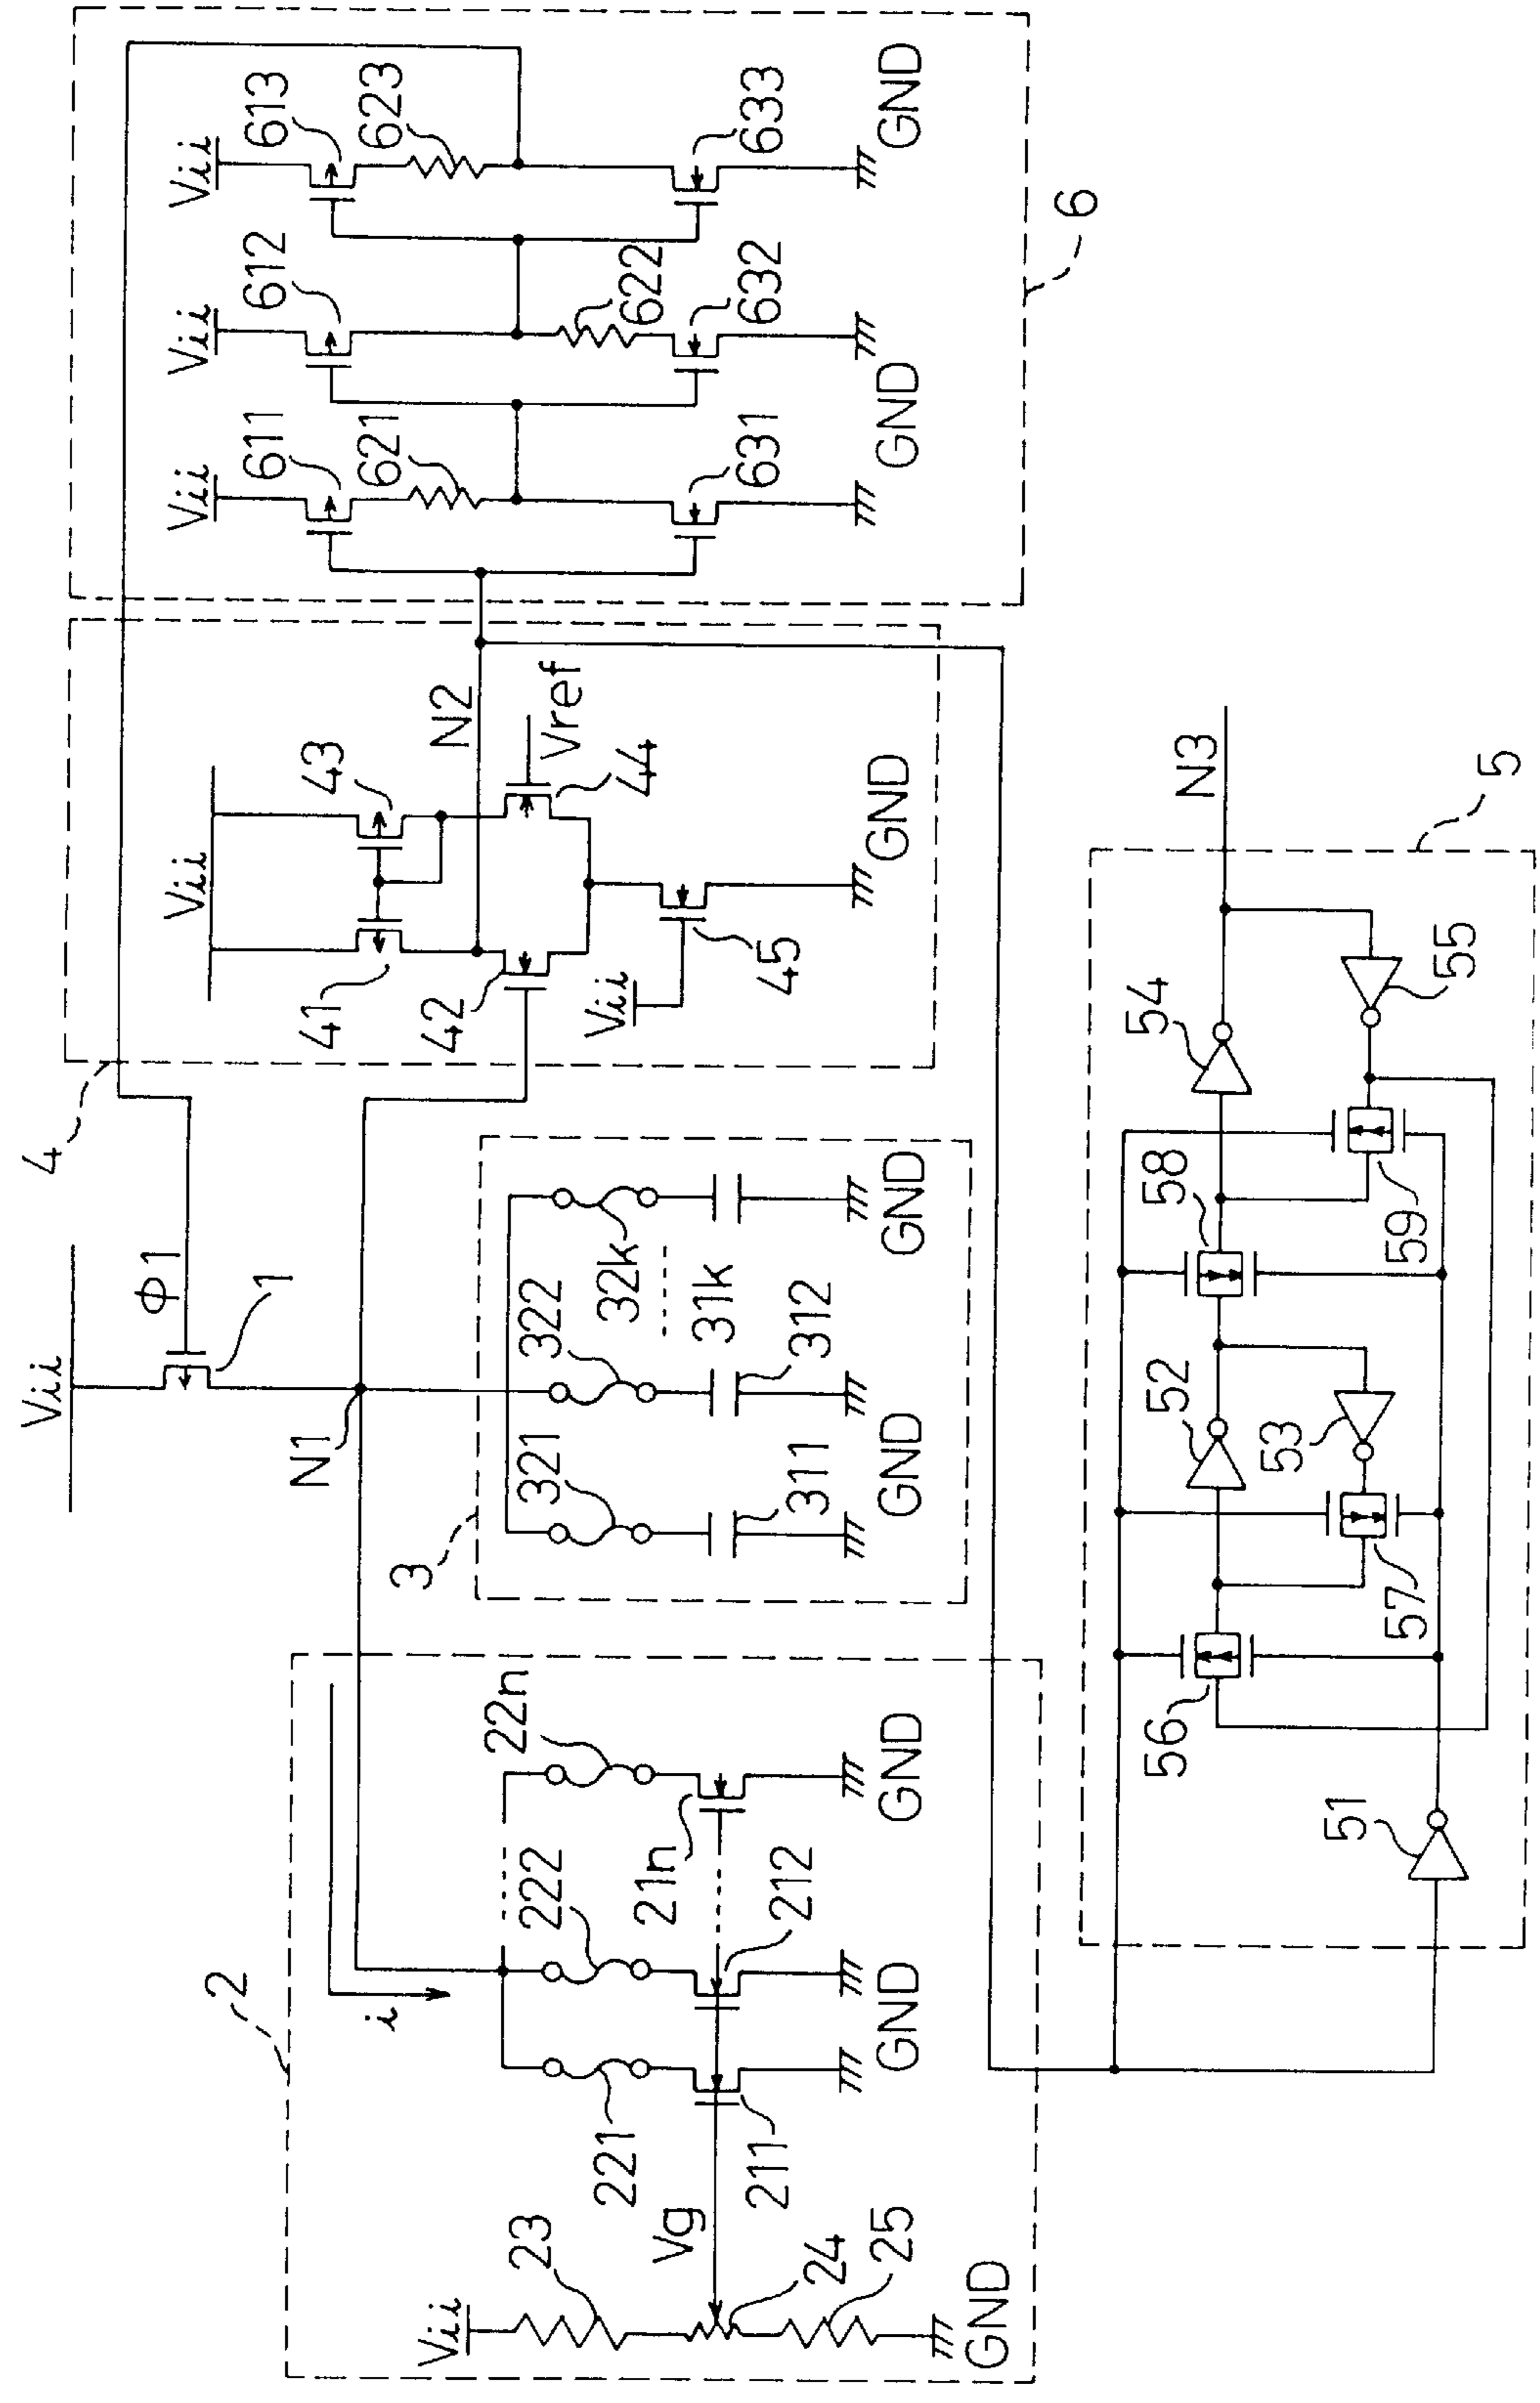 2
Vii
23
Vg
24
25
GND
221
211
222
212
21n
22n
i
GND
GND
GND
3
321
322
32k
311
312
31k
GND
GND
Vii
Φ1
1
N1
4
Vii
41
43
42
44
N2
Vref
Vii
45
GND
Vii
611
621
631
Vii
612
622
632
Vii
613
623
633
GND
GND
6
51
56
52
53
57
58
59
54
55
N3
5